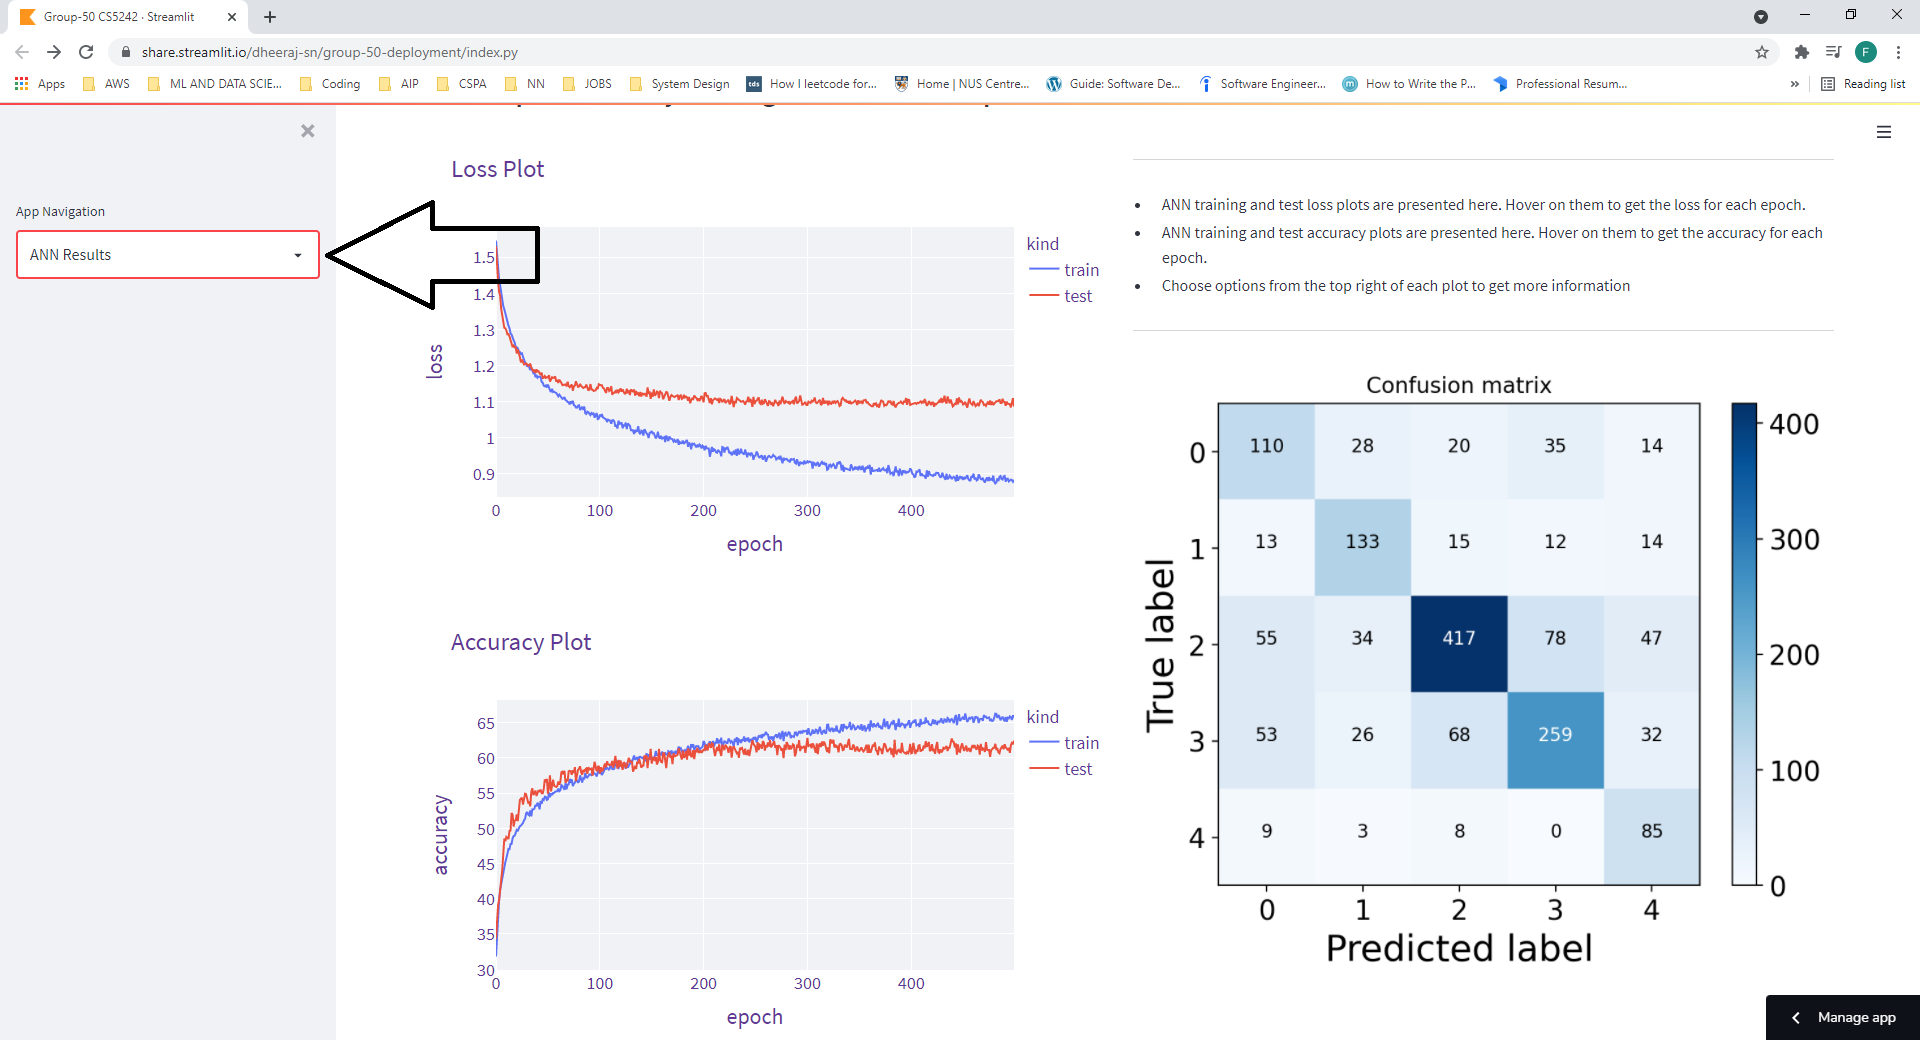 Group-50 CS5242 · Streamlit
share.streamlit.io/dheeraj-sn/group-50-deployment/index.py
F
Apps AWS ML AND DATA SCIE... Coding AIP CSPA NN JOBS System Design tds How I leetcode for... Home | NUS Centre... Guide: Software De... Software Engineer... m How to Write the P... Professional Resum... » Reading list
App Navigation
ANN Results
Loss Plot
kind
train
test
1.5
1.4
1.3
1.2
1.1
1
0.9
loss
0 100 200 300 400
epoch
Accuracy Plot
kind
train
test
65
60
55
50
45
40
35
30
accuracy
0 100 200 300 400
epoch
• ANN training and test loss plots are presented here. Hover on them to get the loss for each epoch.
• ANN training and test accuracy plots are presented here. Hover on them to get the accuracy for each
epoch.
• Choose options from the top right of each plot to get more information
Confusion matrix
True label
0 110 28 20 35 14
1 13 133 15 12 14
2 55 34 417 78 47
3 53 26 68 259 32
4 9 3 8 0 85
0 1 2 3 4
Predicted label
400
300
200
100
0
Manage app